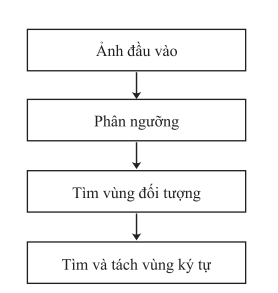 Ảnh đầu vào
Phân ngưỡng
Tìm vùng đối tượng
Tìm và tách vùng ký tự